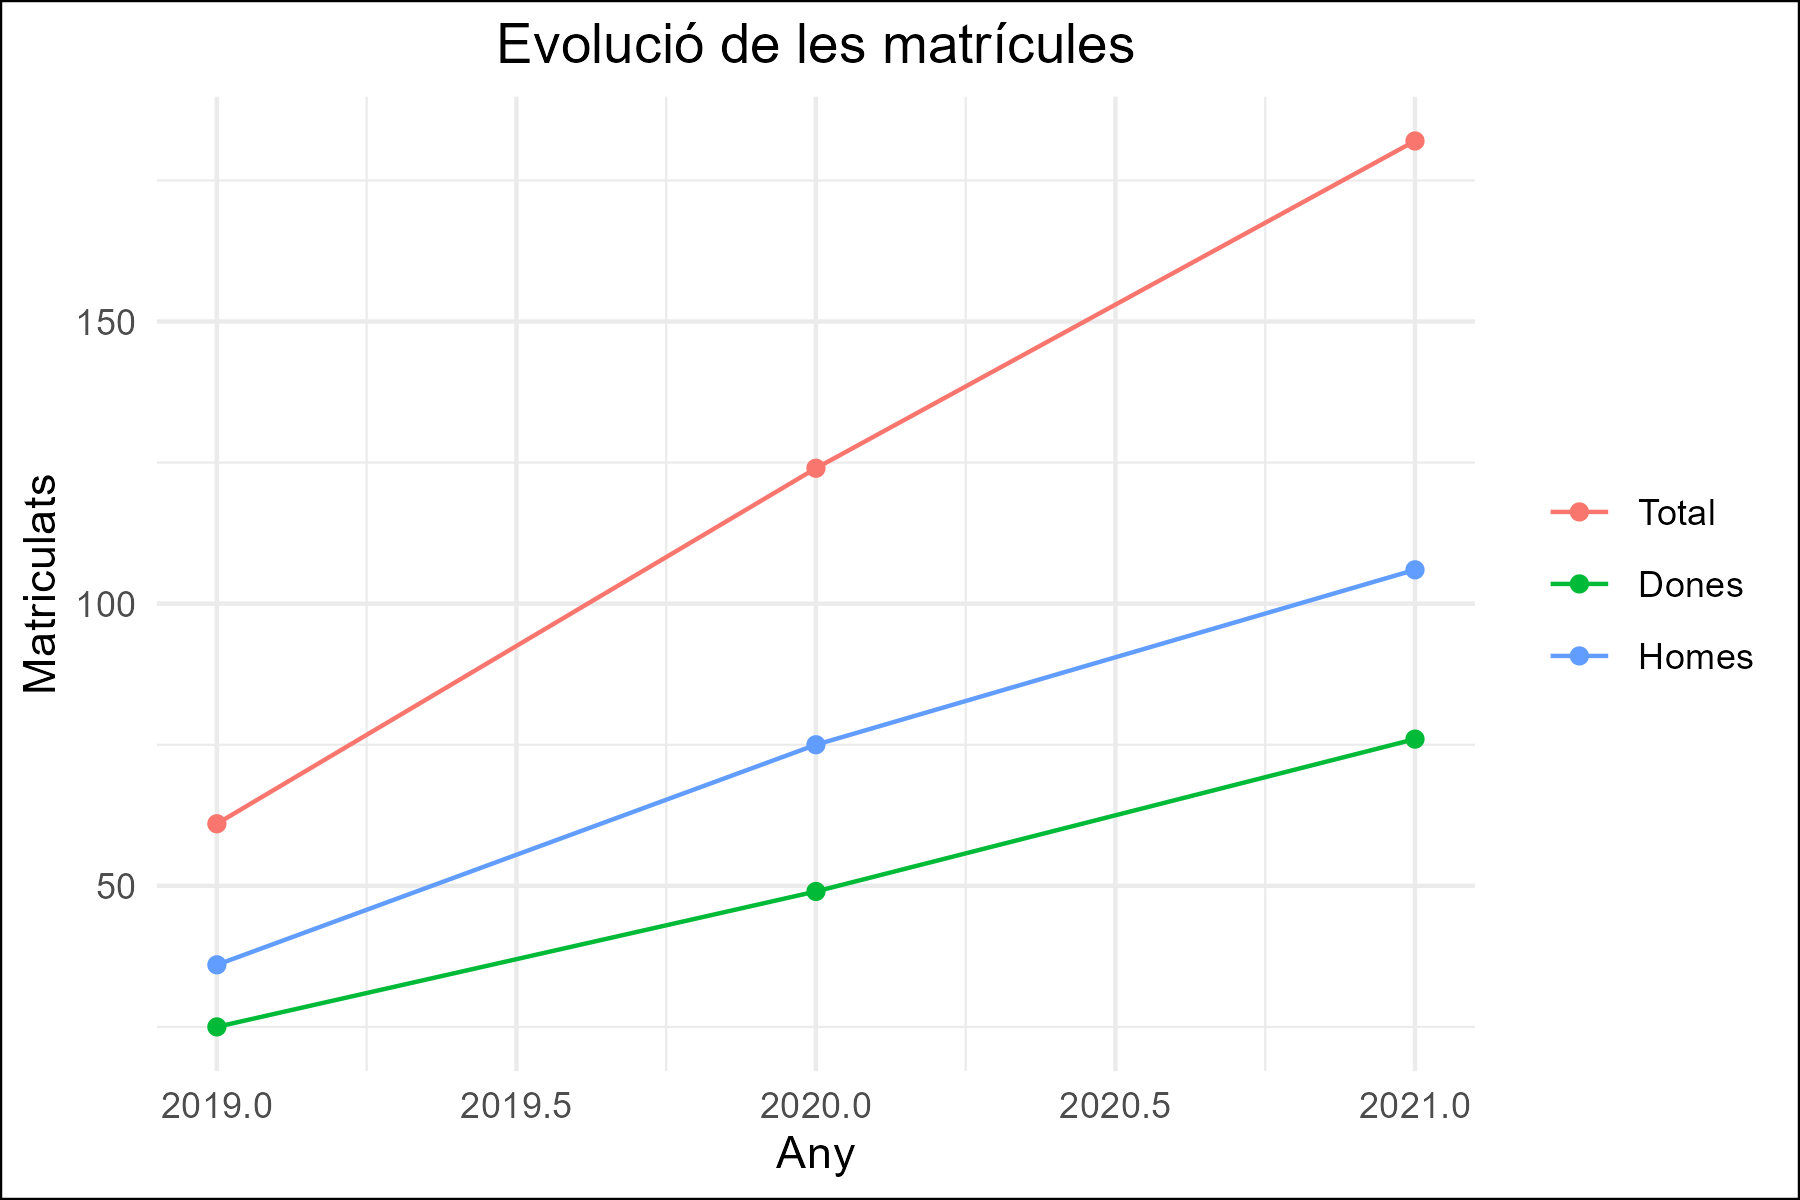 Evolució de les matrícules
Matriculats
150
100
50
2019.0
2019.5
2020.0
2020.5
2021.0
Any
Total
Dones
Homes